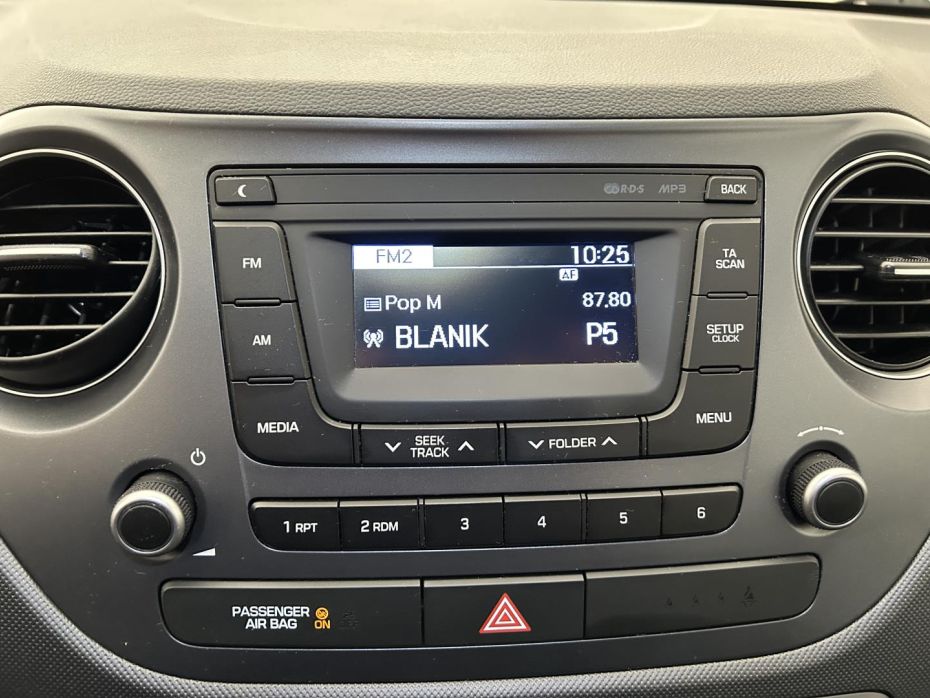 RDS MP3 BACK
FM
FM2 10:25
AF
TA
SCAN
Pop M 87.80
BLANIK P5
AM
SETUP
CLOCK
MEDIA
SEEK
TRACK
FOLDER
MENU
1 RPT
2 RDM
3
4
5
6
PASSENGER
AIR BAG ON